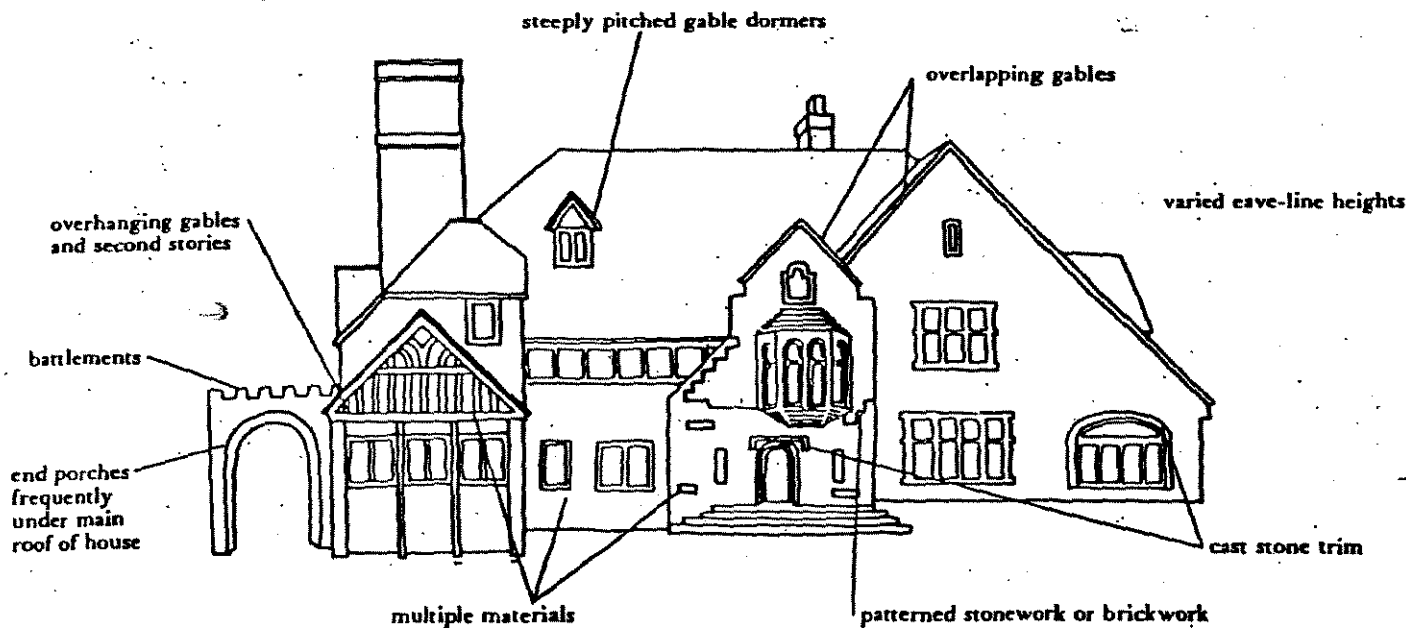 steeply pitched gable dormers
overlapping gables
varied eave-line heights
overhanging gables
and second stories
battlements
end porches
frequently
under main
roof of house
cast stone trim
multiple materials
patterned stonework or brickwork